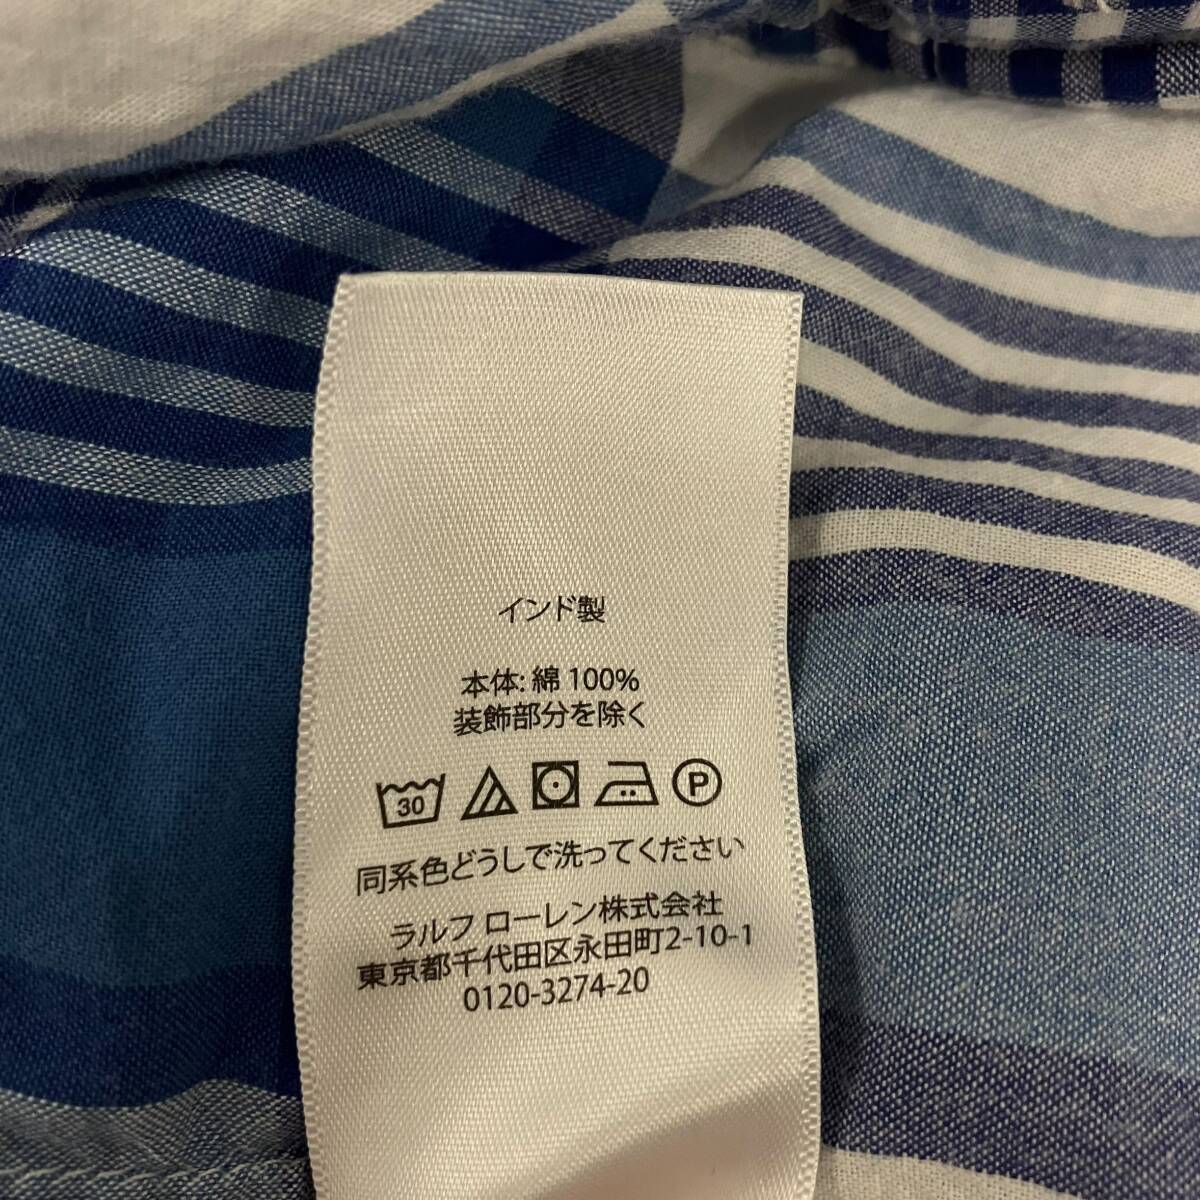 インド製
本体: 綿 100%
装飾部分を除く
30 P
同系色どうしで洗ってください
ラルフ ローレン株式会社
東京都千代田区永田町2-10-1
0120-3274-20